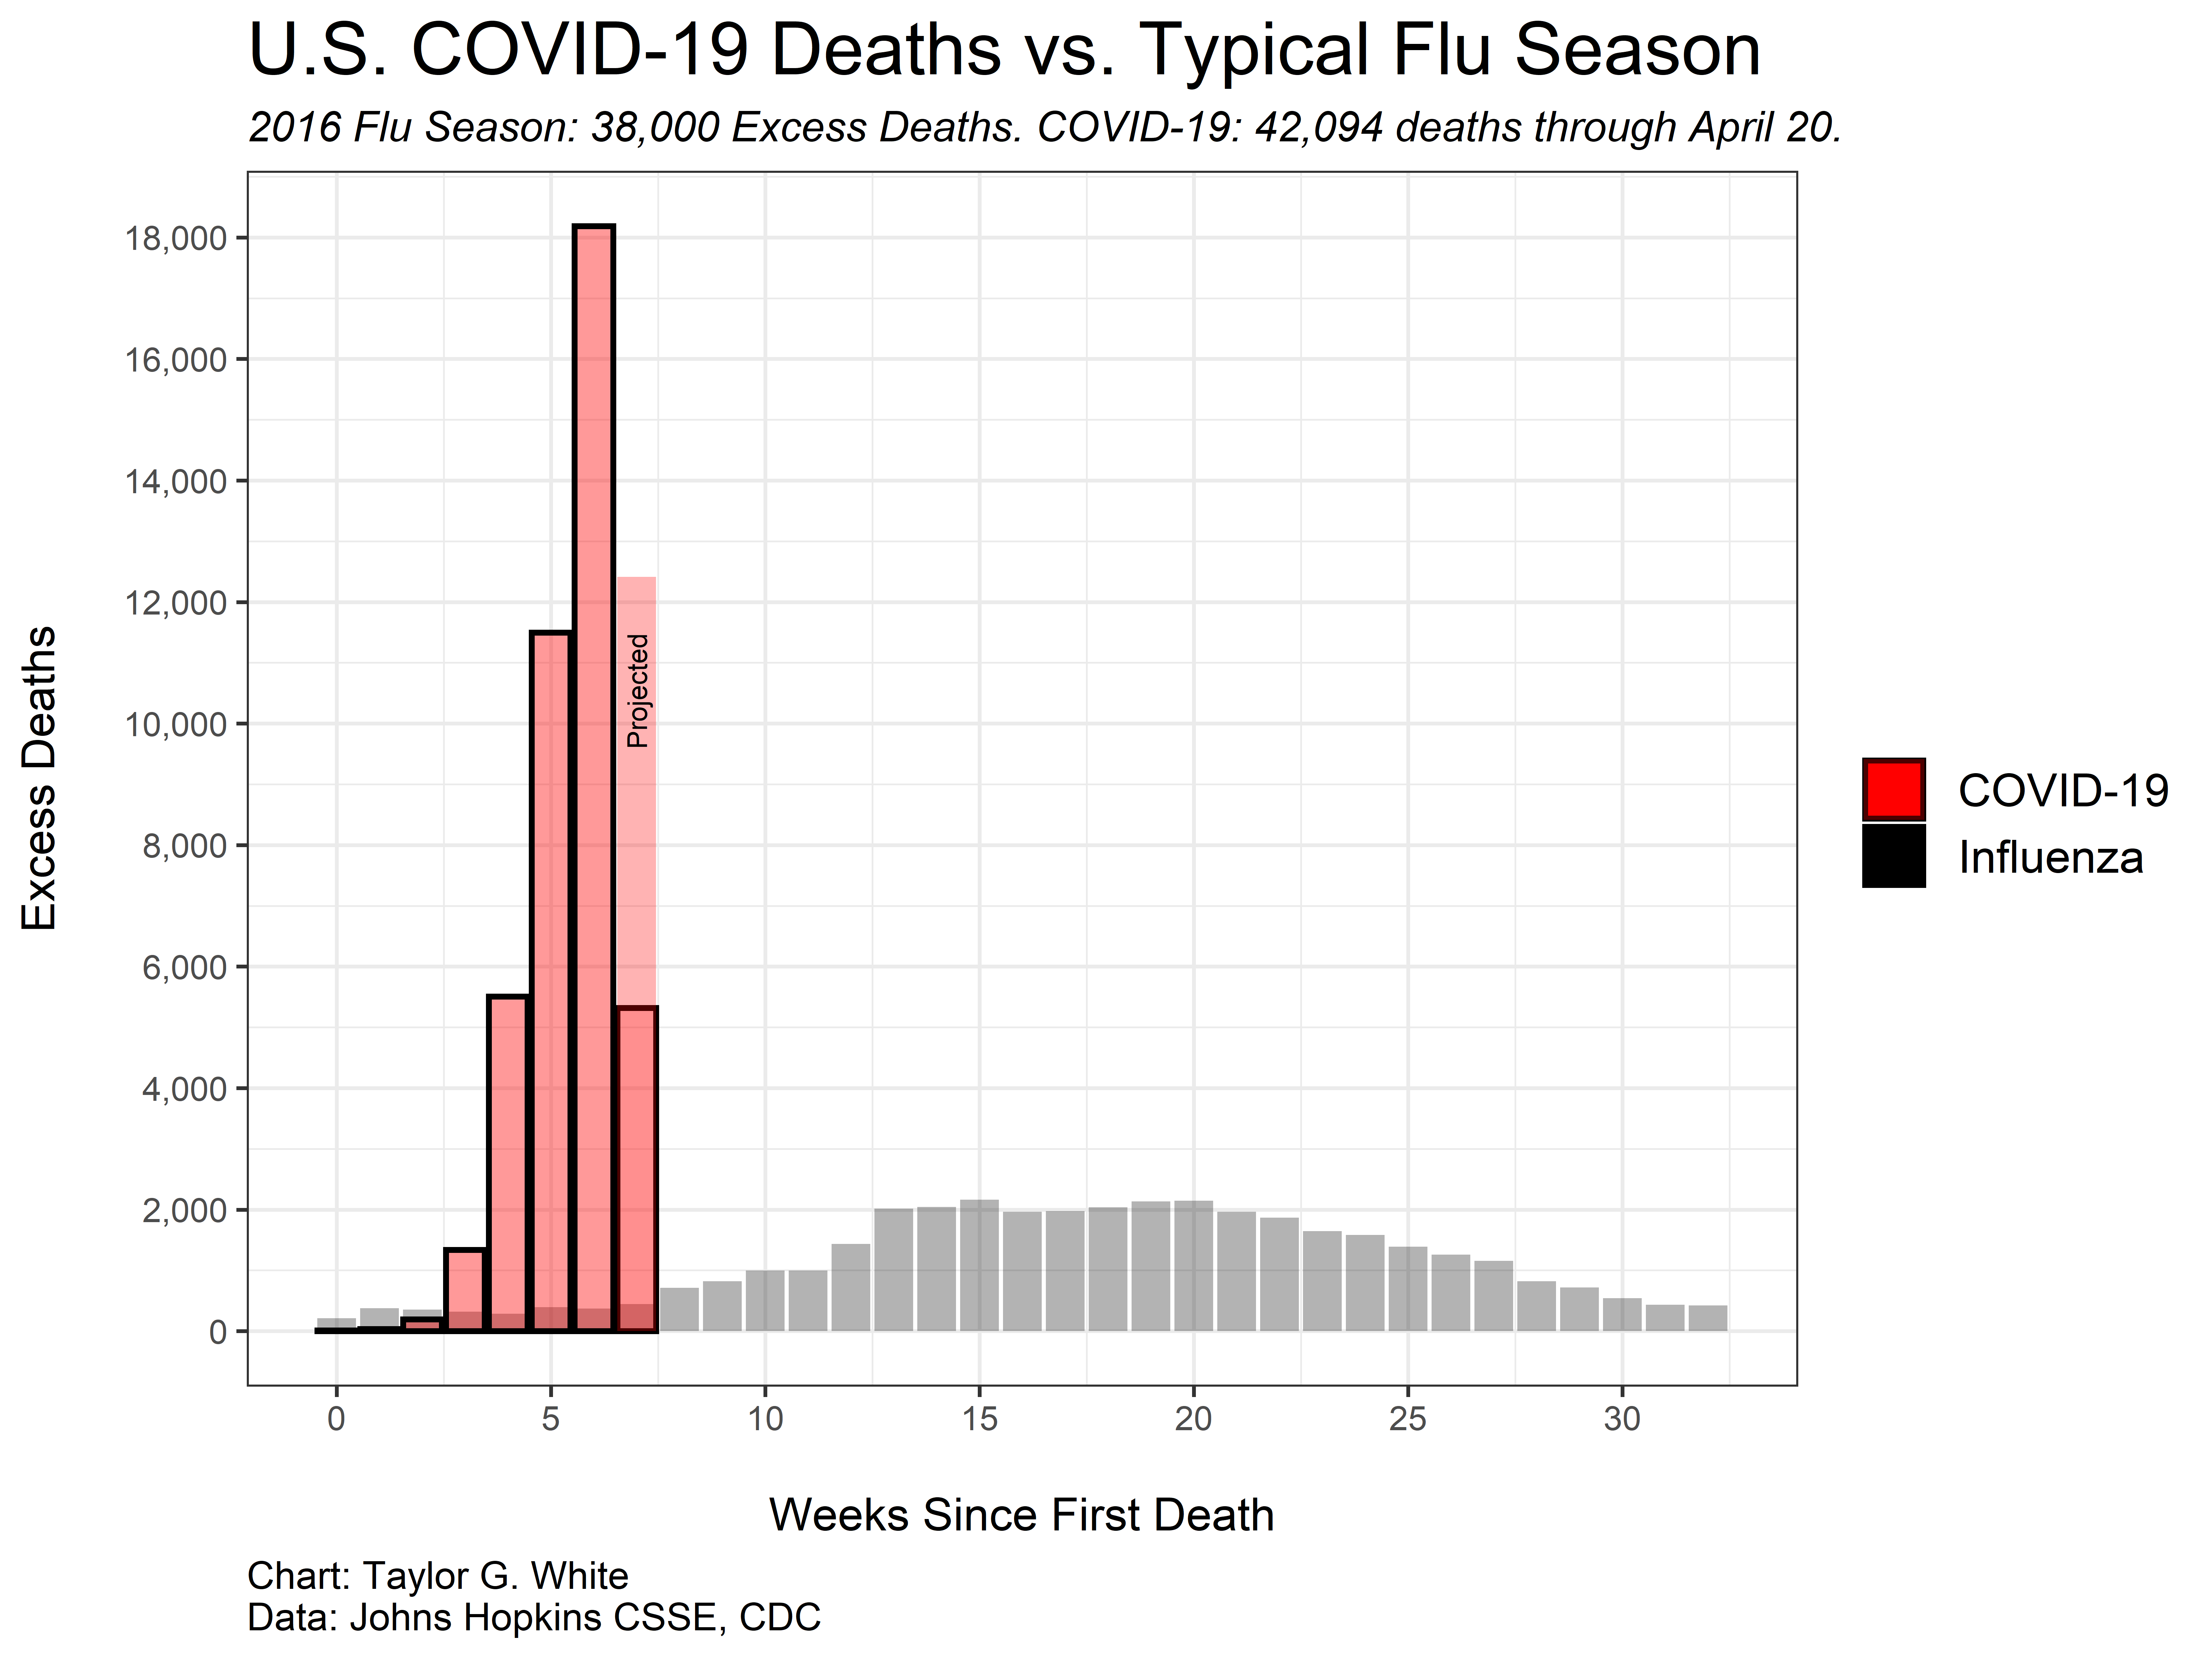 U.S. COVID-19 Deaths vs. Typical Flu Season
2016 Flu Season: 38,000 Excess Deaths. COVID-19: 42,094 deaths through April 20.
Excess Deaths
18,000
16,000
14,000
12,000
10,000
8,000
6,000
4,000
2,000
0
Projected
0 5 10 15 20 25 30
Weeks Since First Death
COVID-19
Influenza
Chart: Taylor G. White
Data: Johns Hopkins CSSE, CDC